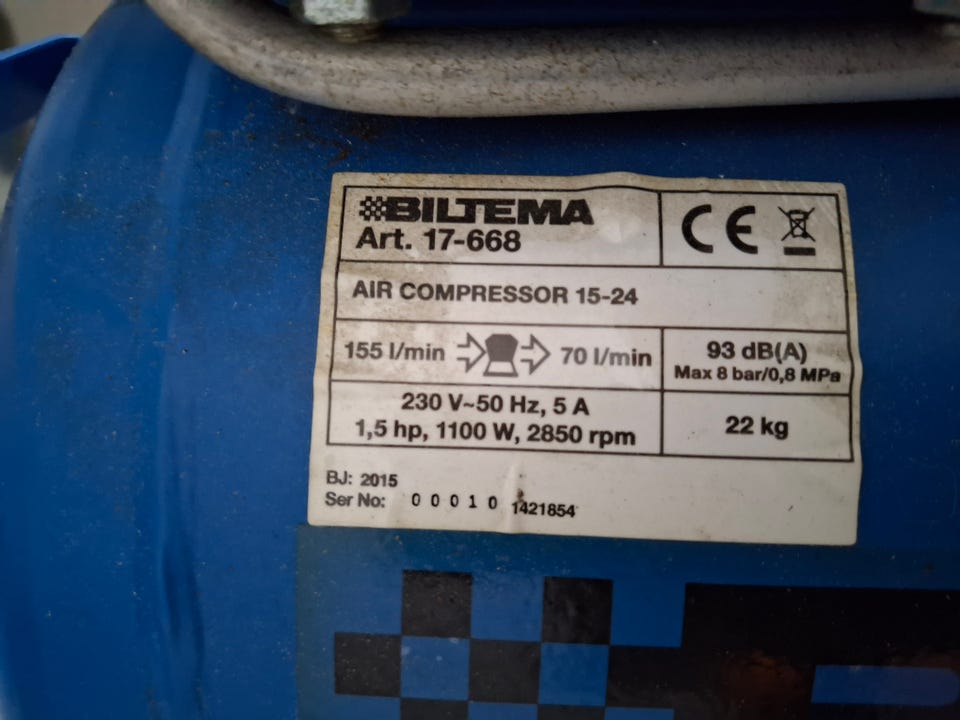 BILTEMA
Art. 17-668
CE
AIR COMPRESSOR 15-24
155 l/min 70 l/min
93 dB(A)
Max 8 bar/0,8 MPa
230 V~50 Hz, 5 A
1,5 hp, 1100 W, 2850 rpm
22 kg
BJ: 2015
Ser No: 00010 1421854